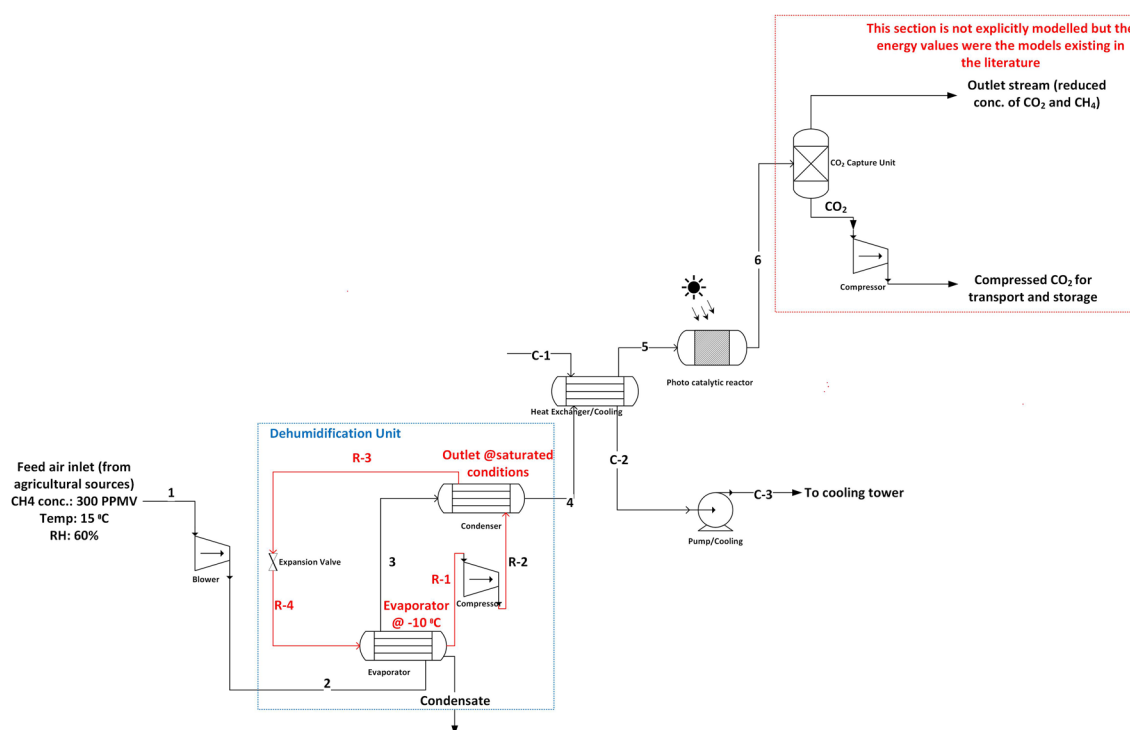 This section is not explicitly modelled but the
energy values were the models existing in
the literature
Outlet stream (reduced
conc. of CO₂ and CH₄)
CO₂ Capture Unit
CO₂
6
Compressor
Compressed CO₂ for
transport and storage
C-1
5
Photo catalytic reactor
Heat Exhanger/Cooling
Dehumidification Unit
R-3
Outlet @saturated
conditions
C-2
Feed air inlet (from
agricultural sources)
CH4 conc.: 300 PPMV
Temp: 15 ⁰C
RH: 60%
1
4
C-3
To cooling tower
Condenser
Pump/Cooling
Expansion Valve
3
R-2
Blower
R-1
Compressor
R-4
Evaporator
@ -10 ⁰C
Evaporator
2
Condensate